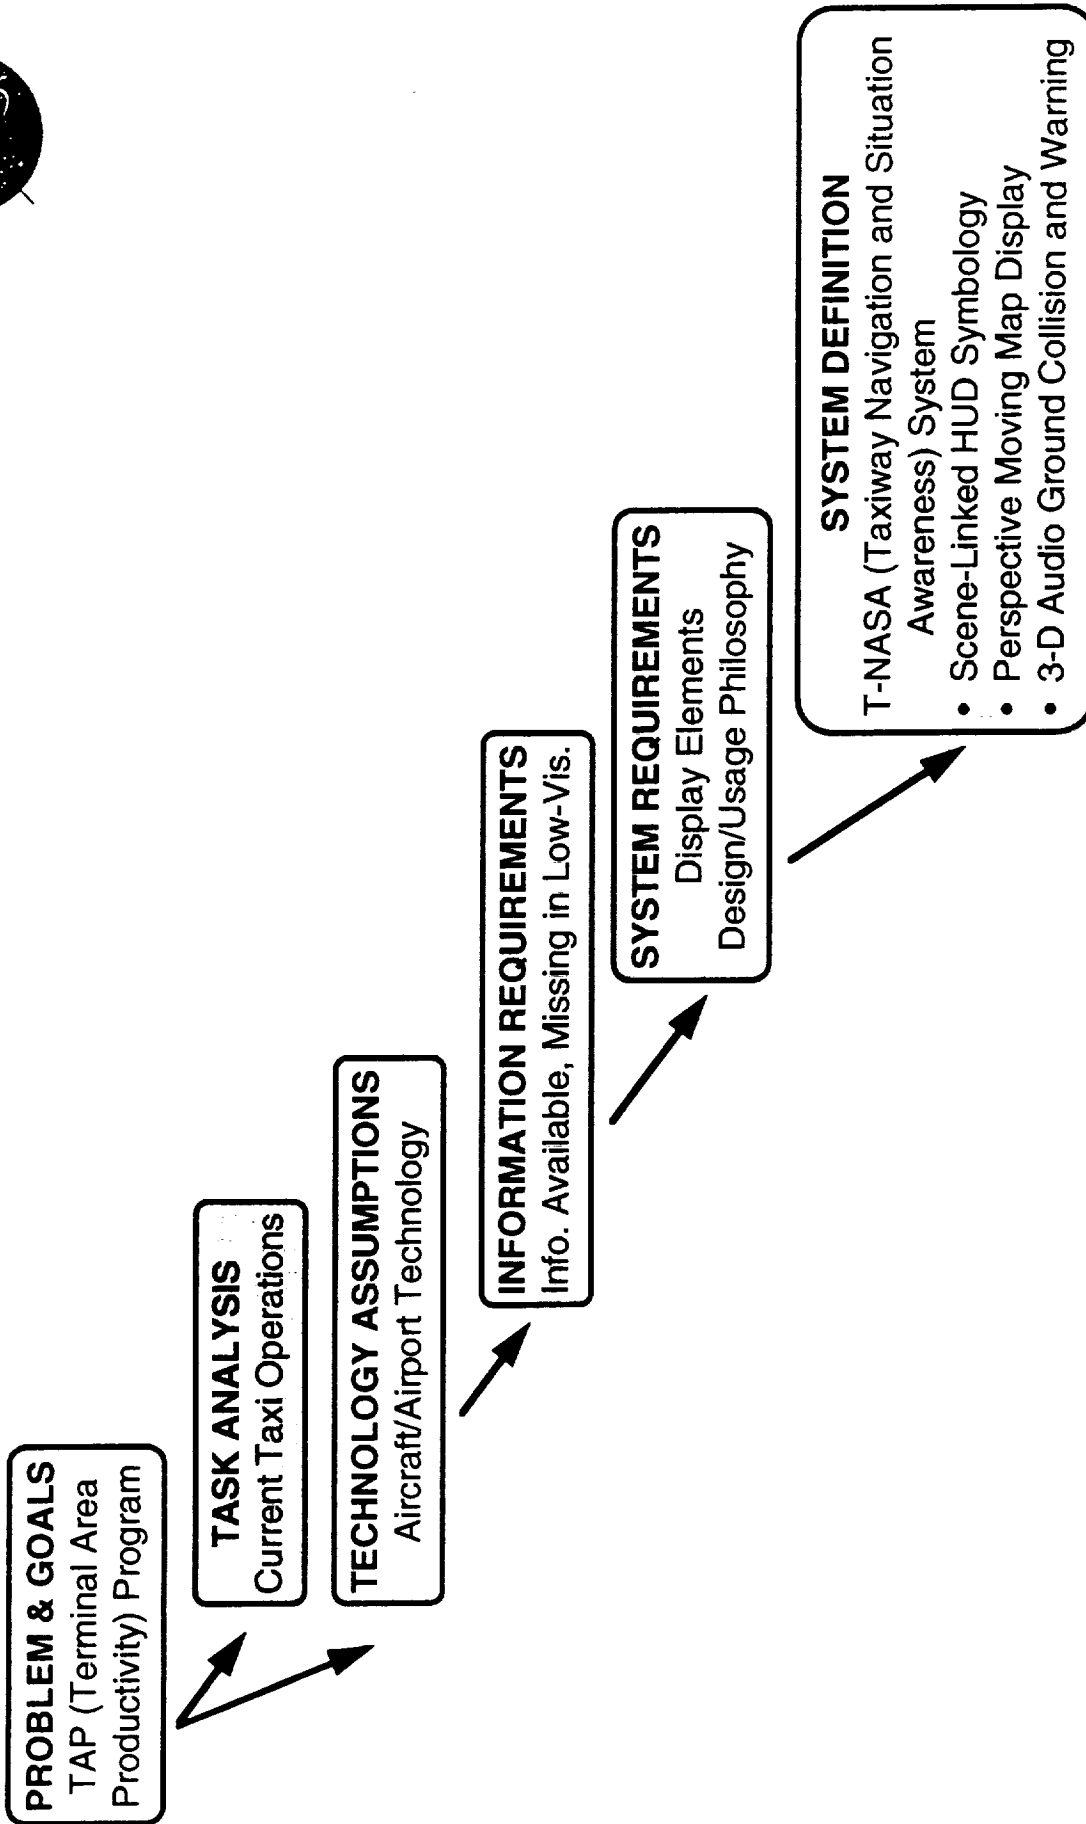 PROBLEM & GOALS
TAP (Terminal Area
Productivity) Program
TASK ANALYSIS
Current Taxi Operations
TECHNOLOGY ASSUMPTIONS
Aircraft/Airport Technology
INFORMATION REQUIREMENTS
Info. Available, Missing in Low-Vis.
SYSTEM REQUIREMENTS
Display Elements
Design/Usage Philosophy
SYSTEM DEFINITION
T-NASA (Taxiway Navigation and Situation
Awareness) System
• Scene-Linked HUD Symbology
• Perspective Moving Map Display
• 3-D Audio Ground Collision and Warning